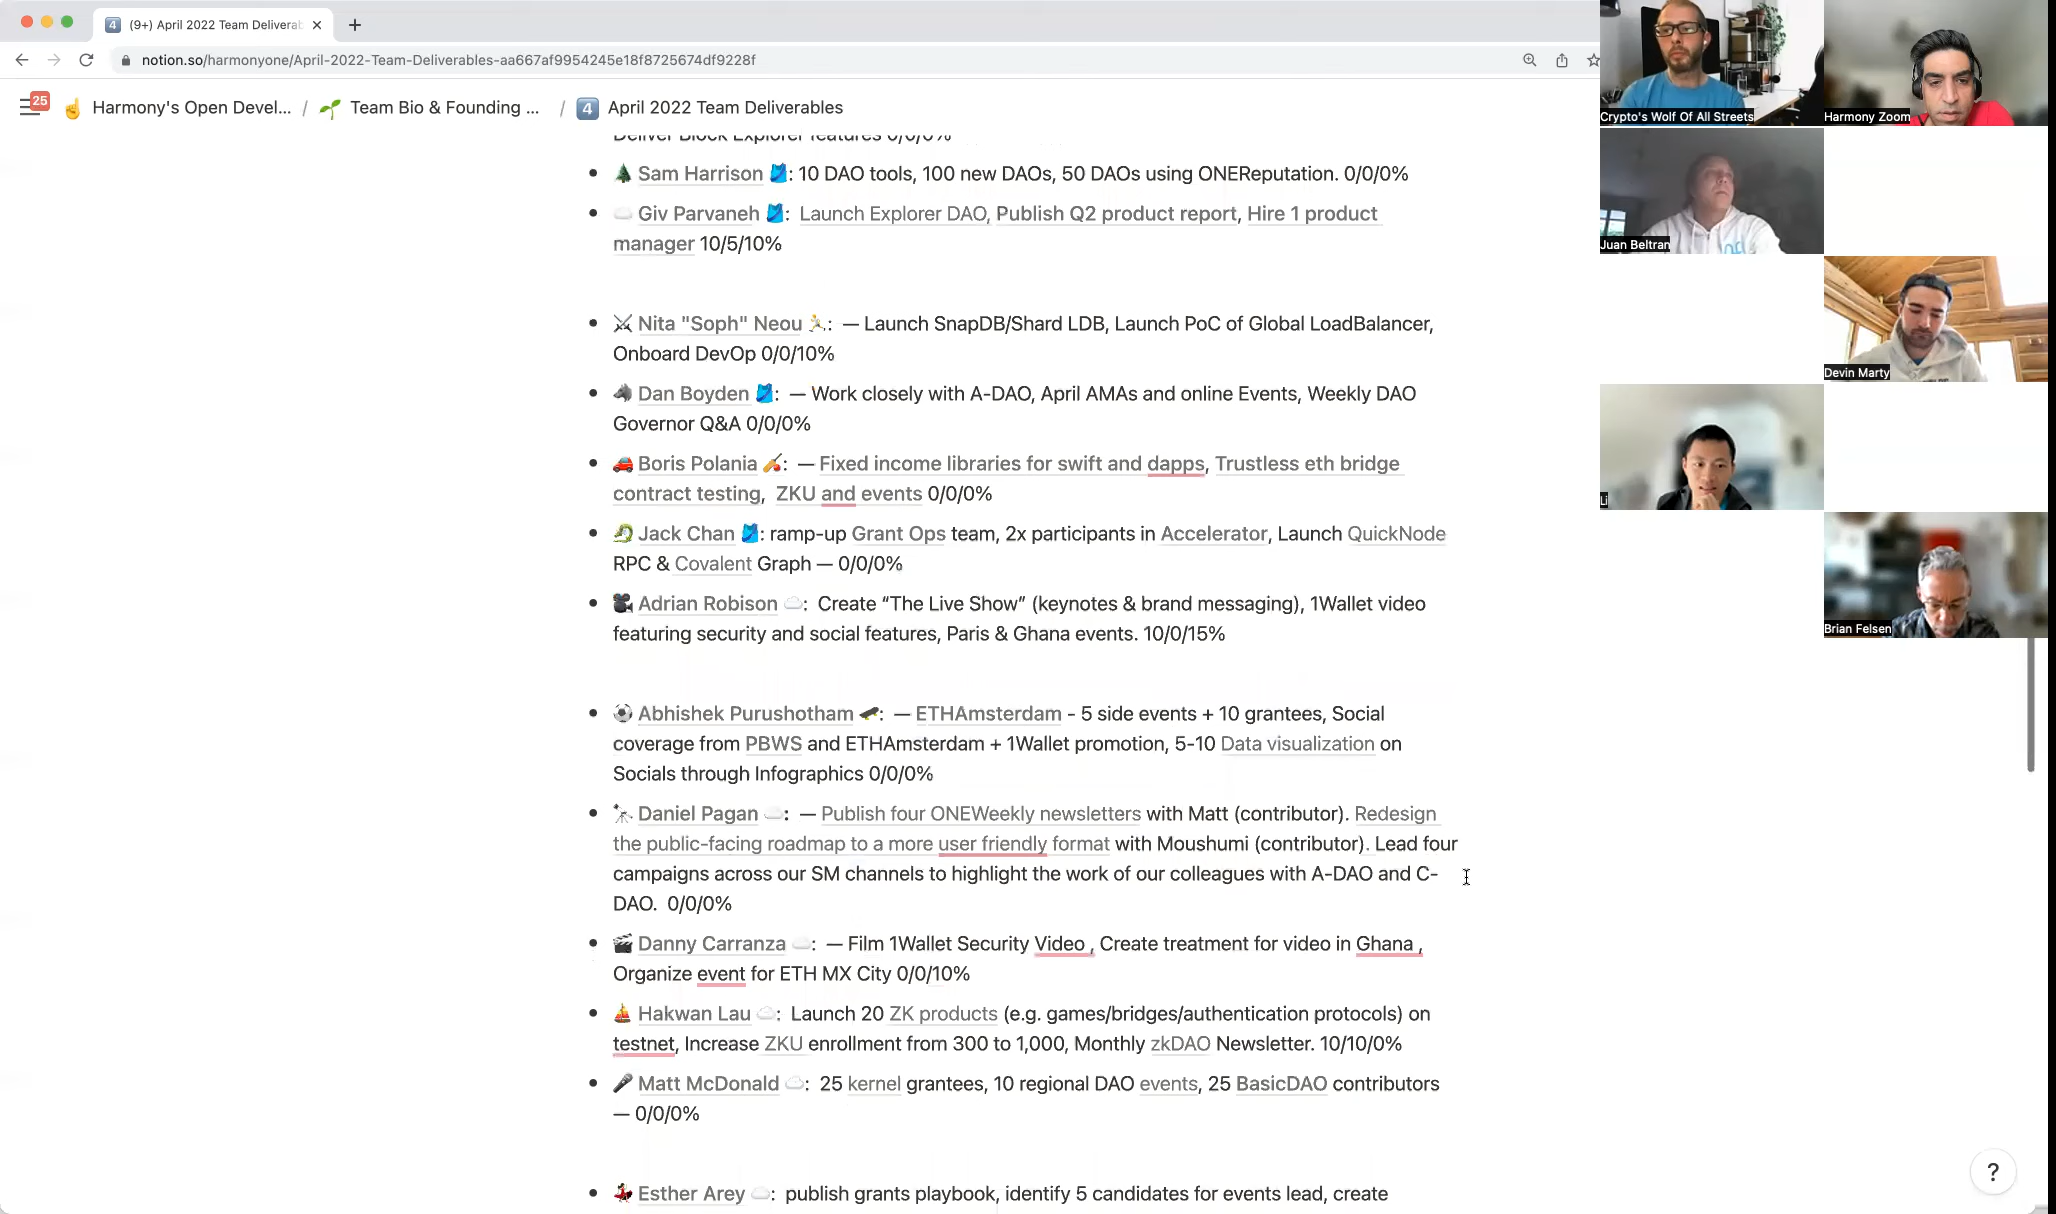 4 (9+) April 2022 Team Deliverab
notion.so/harmonyone/April-2022-Team-Deliverables-aa667af9954245e18f8725674df9228f
25 Harmony's Open Devel... / Team Bio & Founding ... / 4 April 2022 Team Deliverables
Deliver Block Explorer features 0/0/0%
Sam Harrison : 10 DAO tools, 100 new DAOs, 50 DAOs using ONEReputation. 0/0/0%
Giv Parvaneh : Launch Explorer DAO, Publish Q2 product report, Hire 1 product
manager 10/5/10%
Nita "Soph" Neou : — Launch SnapDB/Shard LDB, Launch PoC of Global LoadBalancer,
Onboard DevOp 0/0/10%
Dan Boyden : — Work closely with A-DAO, April AMAs and online Events, Weekly DAO
Governor Q&A 0/0/0%
Boris Polania : — Fixed income libraries for swift and dapps, Trustless eth bridge
contract testing, ZKU and events 0/0/0%
Jack Chan : ramp-up Grant Ops team, 2x participants in Accelerator, Launch QuickNode
RPC & Covalent Graph — 0/0/0%
Adrian Robison : Create “The Live Show” (keynotes & brand messaging), 1Wallet video
featuring security and social features, Paris & Ghana events. 10/0/15%
Abhishek Purushotham : — ETHAmsterdam - 5 side events + 10 grantees, Social
coverage from PBWS and ETHAmsterdam + 1Wallet promotion, 5-10 Data visualization on
Socials through Infographics 0/0/0%
Daniel Pagan : — Publish four ONEWeekly newsletters with Matt (contributor). Redesign
the public-facing roadmap to a more user friendly format with Moushumi (contributor). Lead four
campaigns across our SM channels to highlight the work of our colleagues with A-DAO and C-
DAO. 0/0/0%
Danny Carranza : — Film 1Wallet Security Video , Create treatment for video in Ghana ,
Organize event for ETH MX City 0/0/10%
Hakwan Lau : Launch 20 ZK products (e.g. games/bridges/authentication protocols) on
testnet, Increase ZKU enrollment from 300 to 1,000, Monthly zkDAO Newsletter. 10/10/0%
Matt McDonald : 25 kernel grantees, 10 regional DAO events, 25 BasicDAO contributors
— 0/0/0%
Esther Arey : publish grants playbook, identify 5 candidates for events lead, create
?
Crypto's Wolf Of All Streets
Harmony Zoom
Juan Beltran
Devin Marty
Li
Brian Felsen